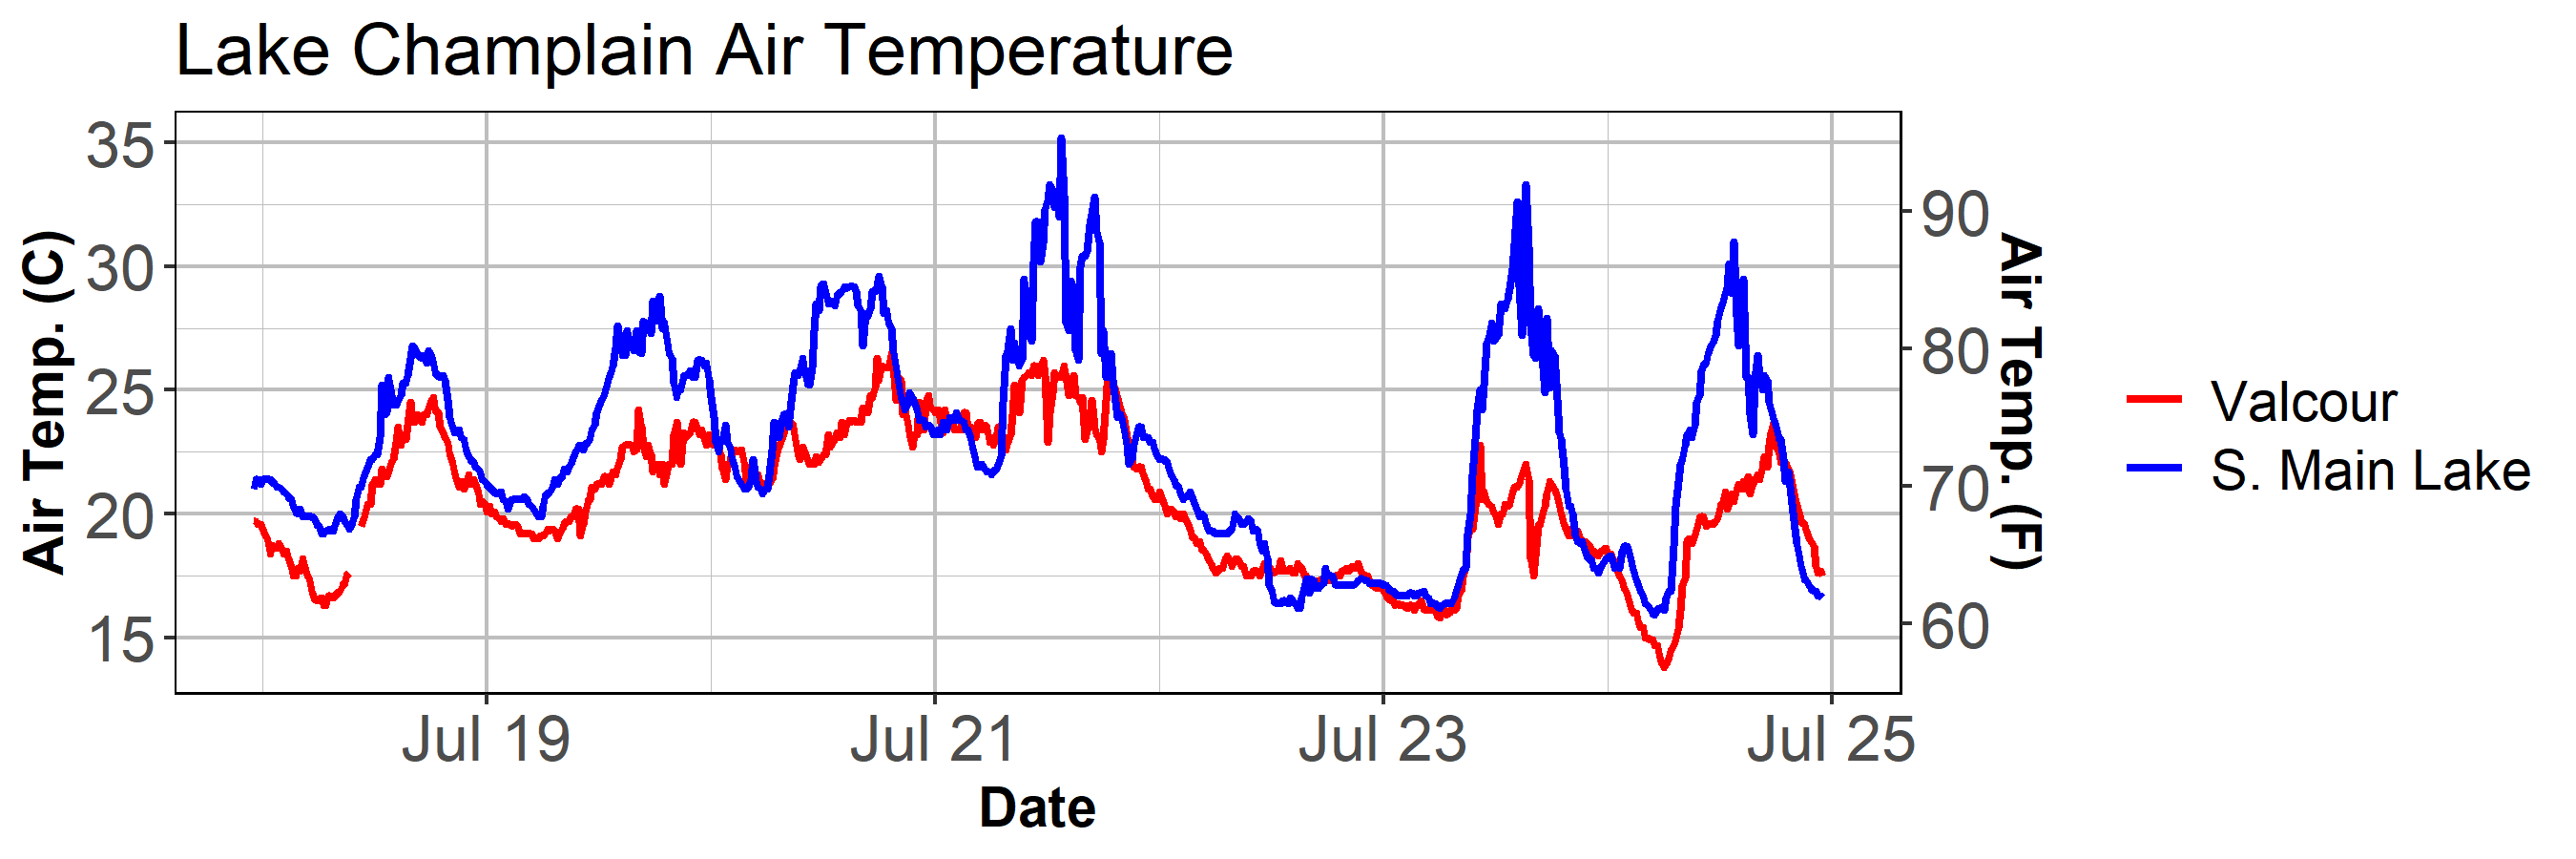 Lake Champlain Air Temperature
Air Temp. (C)
35
30
25
20
15
90
80
70
60
Air Temp. (F)
Jul 19
Jul 21
Jul 23
Jul 25
Date
Valcour
S. Main Lake